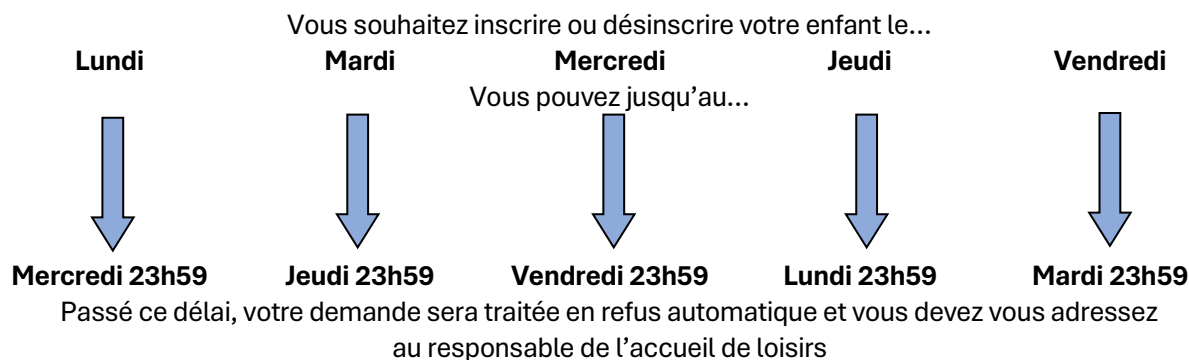 Vous souhaitez inscrire ou désinscrire votre enfant le…
Lundi Mardi Mercredi Jeudi Vendredi
Vous pouvez jusqu’au…
Mercredi 23h59 Jeudi 23h59 Vendredi 23h59 Lundi 23h59 Mardi 23h59
Passé ce délai, votre demande sera traitée en refus automatique et vous devez vous adressez
au responsable de l’accueil de loisirs